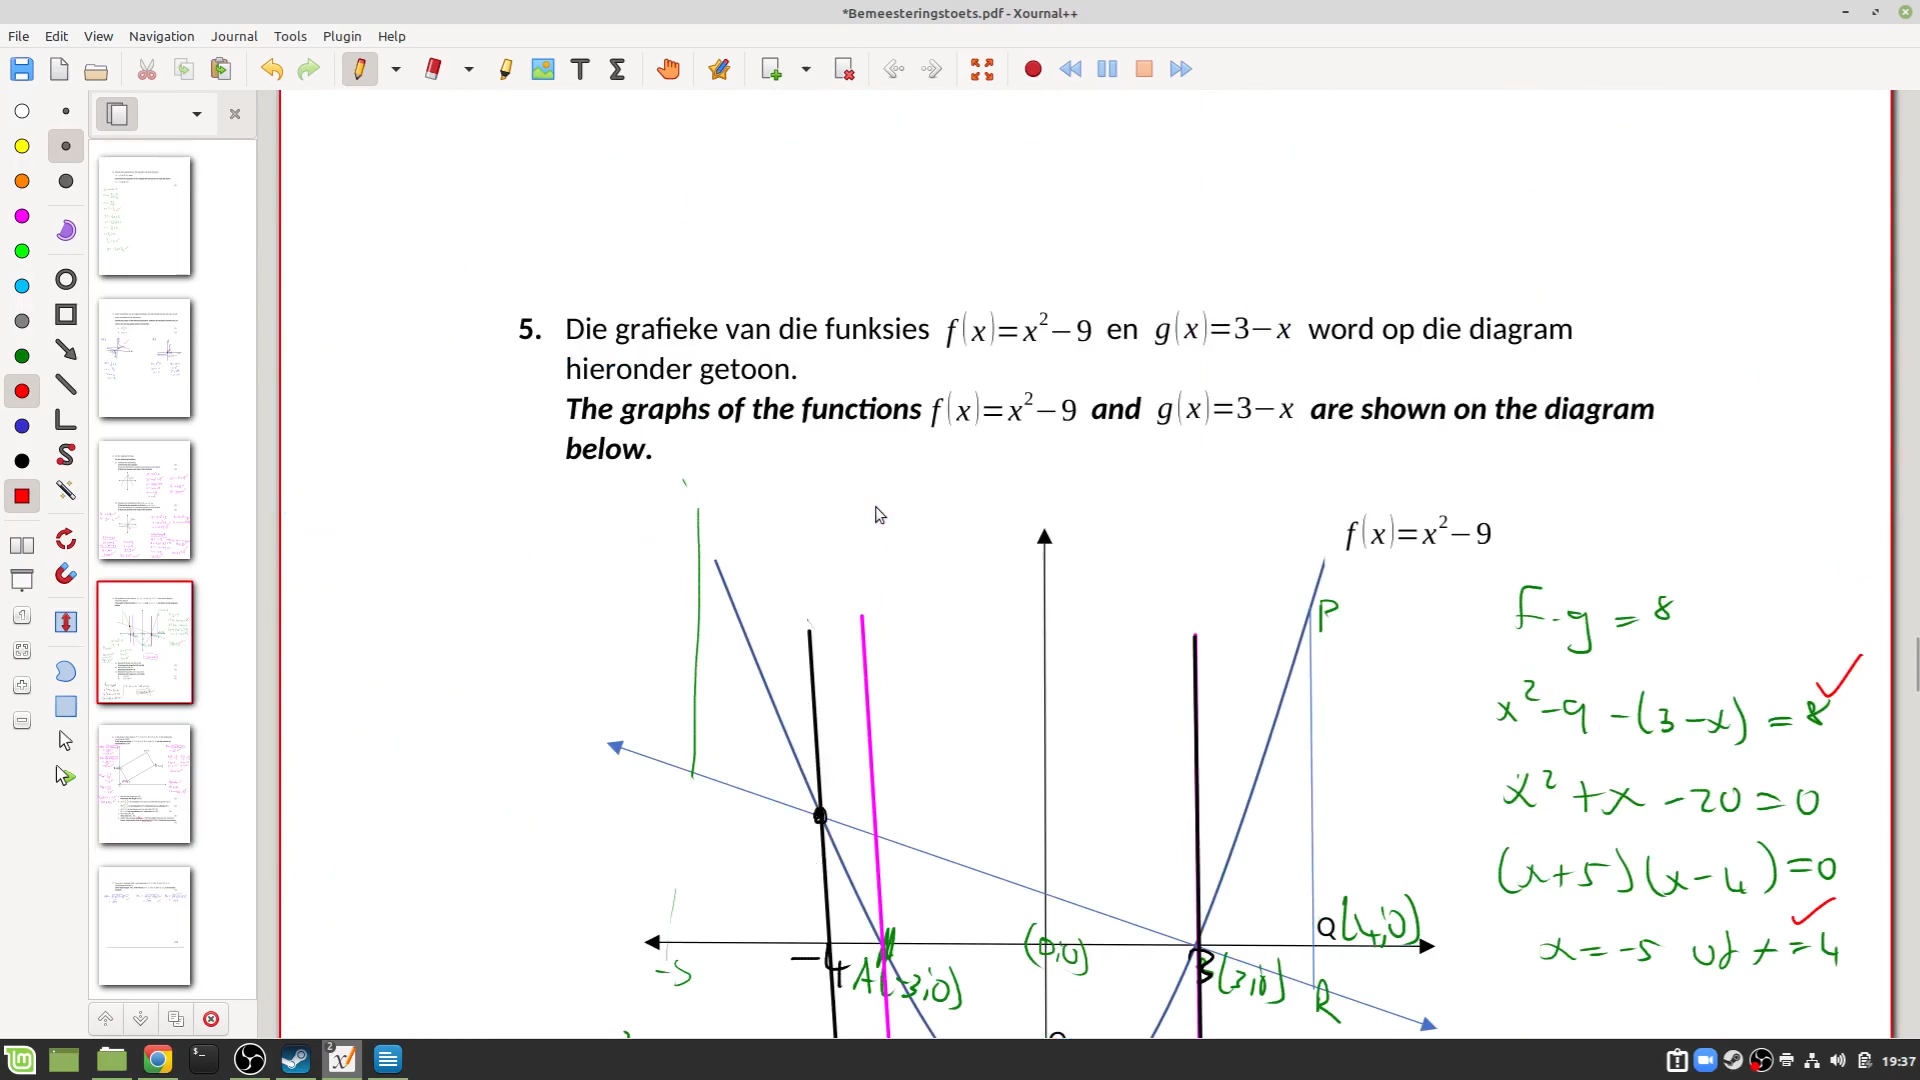 *Bemeesteringstoets.pdf - Xournal++
File Edit View Navigation Journal Tools Plugin Help
5. Die grafieke van die funksies f(x)=x²−9 en g(x)=3−x word op die diagram
hieronder getoon.
The graphs of the functions f(x)=x²−9 and g(x)=3−x are shown on the diagram
below.
f(x)=x²−9
f-g = 8
P
x²-9 -(3-x) = 8
x² +x -20 =0
(x+5)(x-4)=0
x=-5 of x=4
Q(4;0)
(0;0)
-4
-5
A(-3;0)
B(3;0)
R
19:37